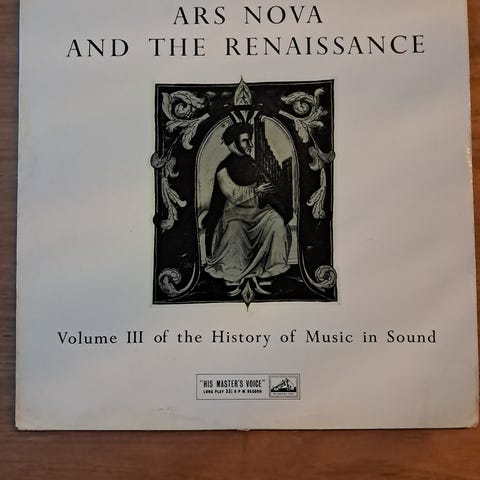 ARS NOVA
AND THE RENAISSANCE
Volume III of the History of Music in Sound
"HIS MASTER'S VOICE"
LONG PLAY 33⅓ R P M RECORD